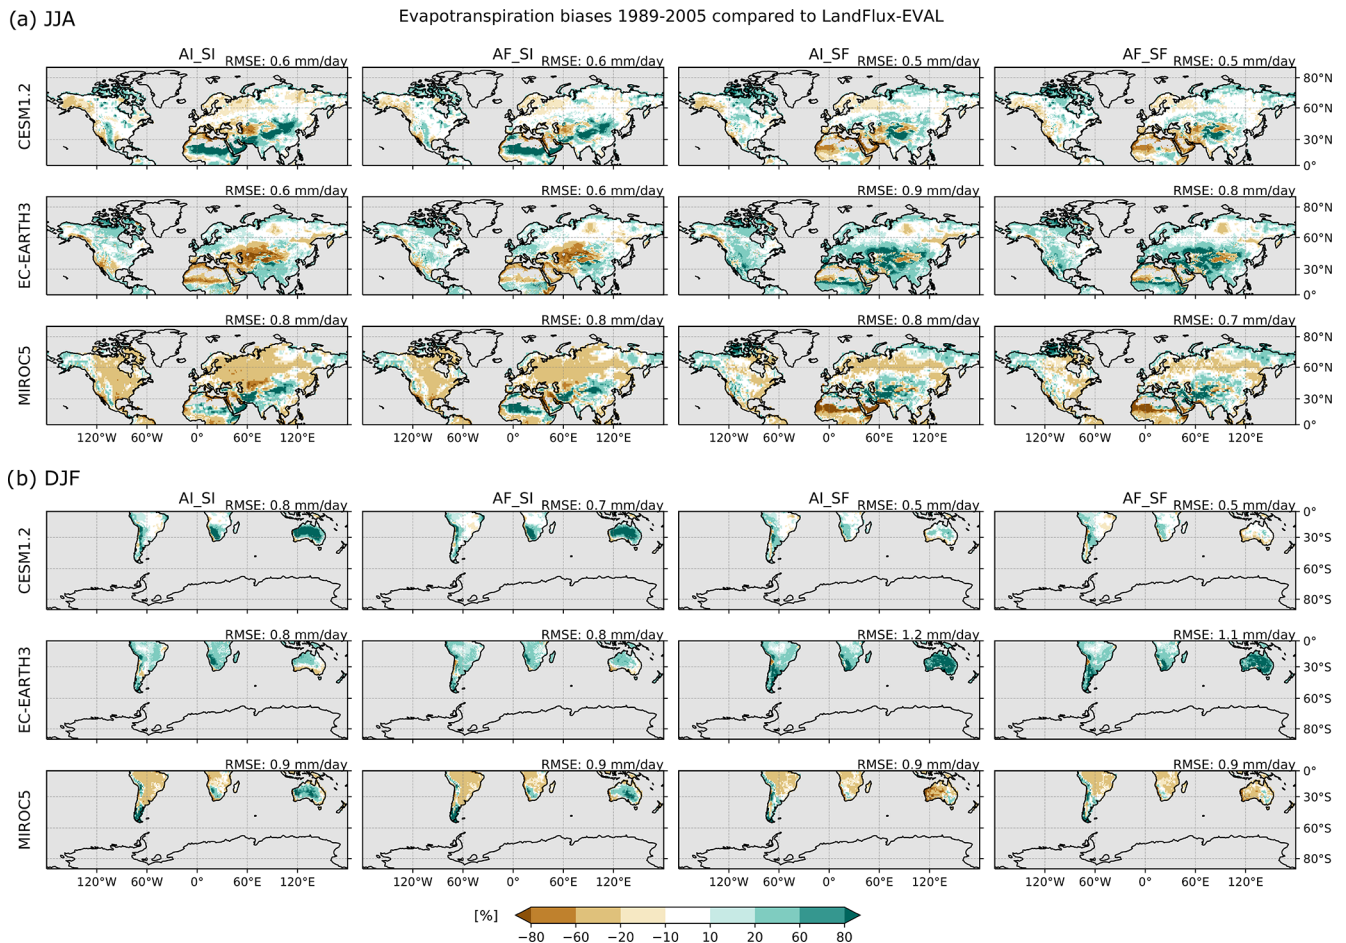 (a) JJA
Evapotranspiration biases 1989-2005 compared to LandFlux-EVAL
AI_SI RMSE: 0.6 mm/day AF_SI RMSE: 0.6 mm/day AI_SF RMSE: 0.5 mm/day AF_SF RMSE: 0.5 mm/day
CESM1.2
80°N
60°N
30°N
0°
RMSE: 0.6 mm/day RMSE: 0.6 mm/day RMSE: 0.9 mm/day RMSE: 0.8 mm/day
EC-EARTH3
80°N
60°N
30°N
0°
RMSE: 0.8 mm/day RMSE: 0.8 mm/day RMSE: 0.8 mm/day RMSE: 0.7 mm/day
MIROC5
80°N
60°N
30°N
0°
120°W 60°W 0° 60°E 120°E 120°W 60°W 0° 60°E 120°E 120°W 60°W 0° 60°E 120°E 120°W 60°W 0° 60°E 120°E
(b) DJF
AI_SI RMSE: 0.8 mm/day AF_SI RMSE: 0.7 mm/day AI_SF RMSE: 0.5 mm/day AF_SF RMSE: 0.5 mm/day
CESM1.2
0°
30°S
60°S
80°S
RMSE: 0.8 mm/day RMSE: 0.8 mm/day RMSE: 1.2 mm/day RMSE: 1.1 mm/day
EC-EARTH3
0°
30°S
60°S
80°S
RMSE: 0.9 mm/day RMSE: 0.9 mm/day RMSE: 0.9 mm/day RMSE: 0.9 mm/day
MIROC5
0°
30°S
60°S
80°S
120°W 60°W 0° 60°E 120°E 120°W 60°W 0° 60°E 120°E 120°W 60°W 0° 60°E 120°E 120°W 60°W 0° 60°E 120°E
[%]
−80 −60 −20 −10 10 20 60 80